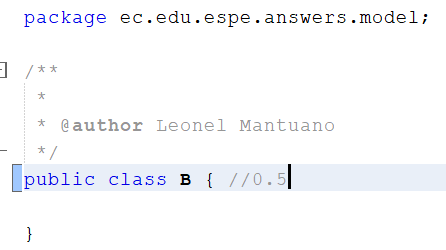 package ec.edu.espe.answers.model;
/**
*
* @author Leonel Mantuano
*/
public class B { //0.5
}